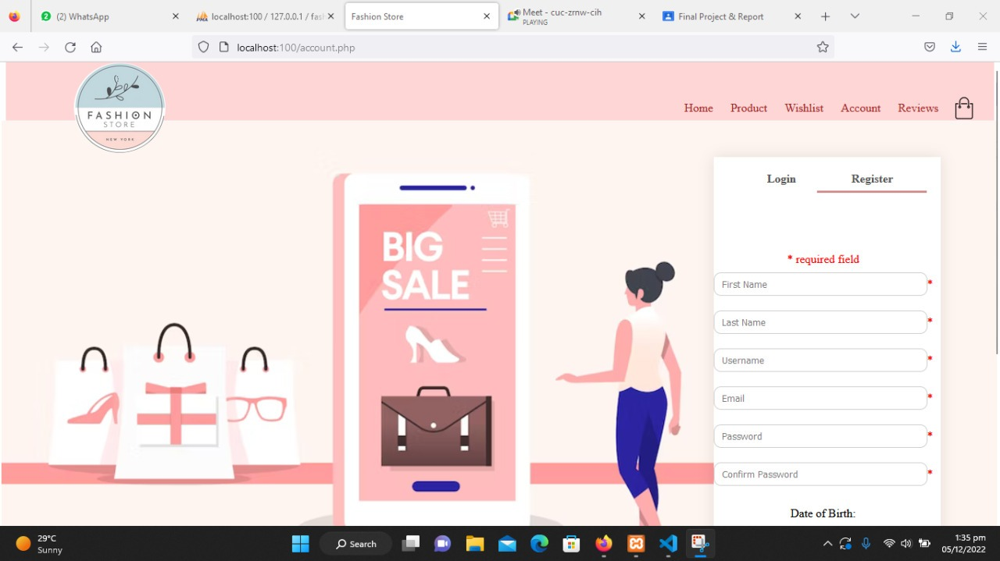 (2) WhatsApp
localhost:100 / 127.0.0.1 / fash
Fashion Store
Meet - cuc-zrnw-cih
PLAYING
Final Project & Report
localhost:100/account.php
FASHION
STORE
NEW YORK
Home Product Wishlist Account Reviews
Login Register
* required field
First Name *
Last Name *
Username *
Email *
Password *
Confirm Password *
Date of Birth:
BIG
SALE
29°C
Sunny
Search
1:35 pm
05/12/2022